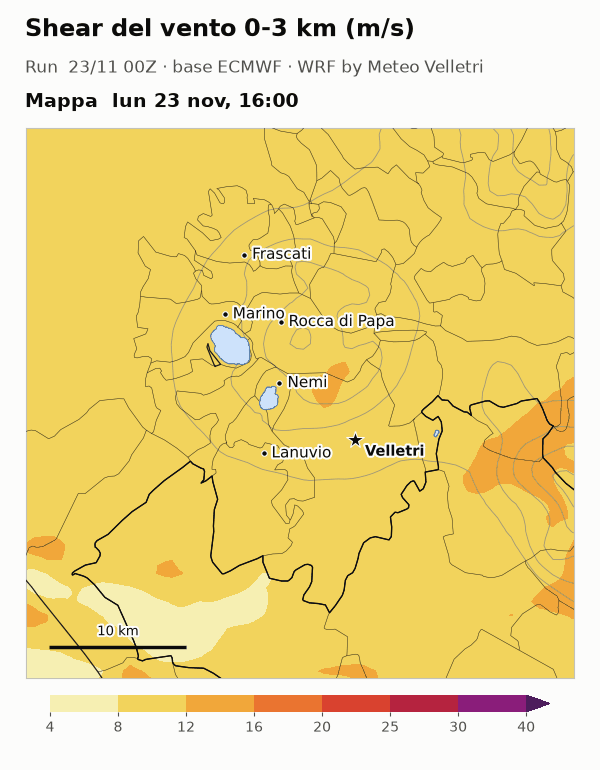 Shear del vento 0-3 km (m/s)
Run  23/11 00Z · base ECMWF · WRF by Meteo Velletri
Mappa  lun 23 nov, 16:00
Frascati
Marino
Rocca di Papa
Nemi
Velletri
Lanuvio
10 km
4 8 12 16 20 25 30 40